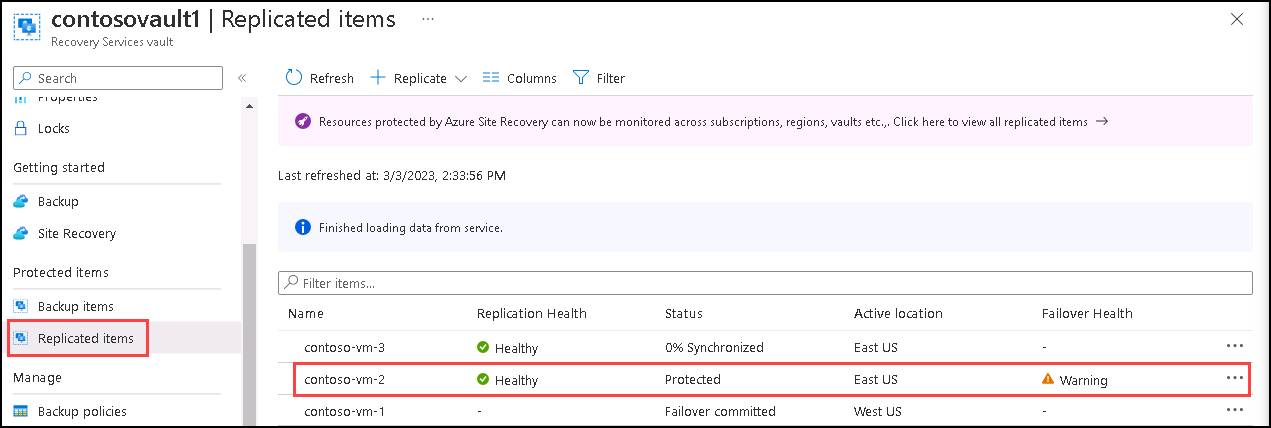 contosovault1 | Replicated items ...
Recovery Services vault
Search
«
Properties
Locks
Getting started
Backup
Site Recovery
Protected items
Backup items
Replicated items
Manage
Backup policies
Refresh
Replicate
Columns
Filter
Resources protected by Azure Site Recovery can now be monitored across subscriptions, regions, vaults etc.,. Click here to view all replicated items →
Last refreshed at: 3/3/2023, 2:33:56 PM
Finished loading data from service.
Filter items...
Name Replication Health Status Active location Failover Health
contoso-vm-3 Healthy 0% Synchronized East US - ...
contoso-vm-2 Healthy Protected East US Warning ...
contoso-vm-1 - Failover committed West US - ...